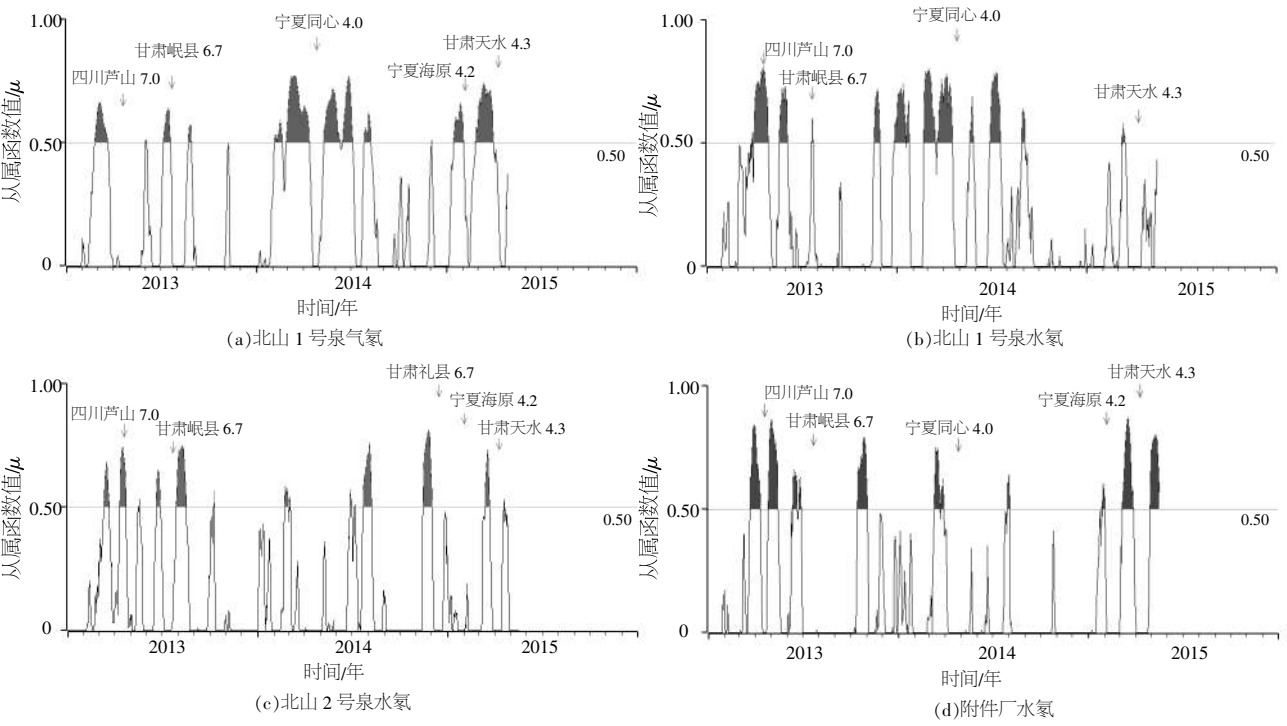 1.00
0.50
0
从属函数值/μ
四川芦山 7.0
甘肃岷县 6.7
宁夏同心 4.0
宁夏海原 4.2
甘肃天水 4.3
0.50
2013
2014
2015
时间/年
(a)北山 1 号泉气氡
1.00
0.50
0
从属函数值/μ
四川芦山 7.0
甘肃岷县 6.7
宁夏同心 4.0
甘肃天水 4.3
0.50
2013
2014
2015
时间/年
(b)北山 1 号泉水氡
1.00
0.50
0
从属函数值/μ
四川芦山 7.0
甘肃岷县 6.7
甘肃礼县 6.7
宁夏海原 4.2
甘肃天水 4.3
0.50
2013
2014
2015
时间/年
(c)北山 2 号泉水氡
1.00
0.50
0
从属函数值/μ
四川芦山 7.0
甘肃岷县 6.7
宁夏同心 4.0
宁夏海原 4.2
甘肃天水 4.3
0.50
2013
2014
2015
时间/年
(d)附件厂水氡